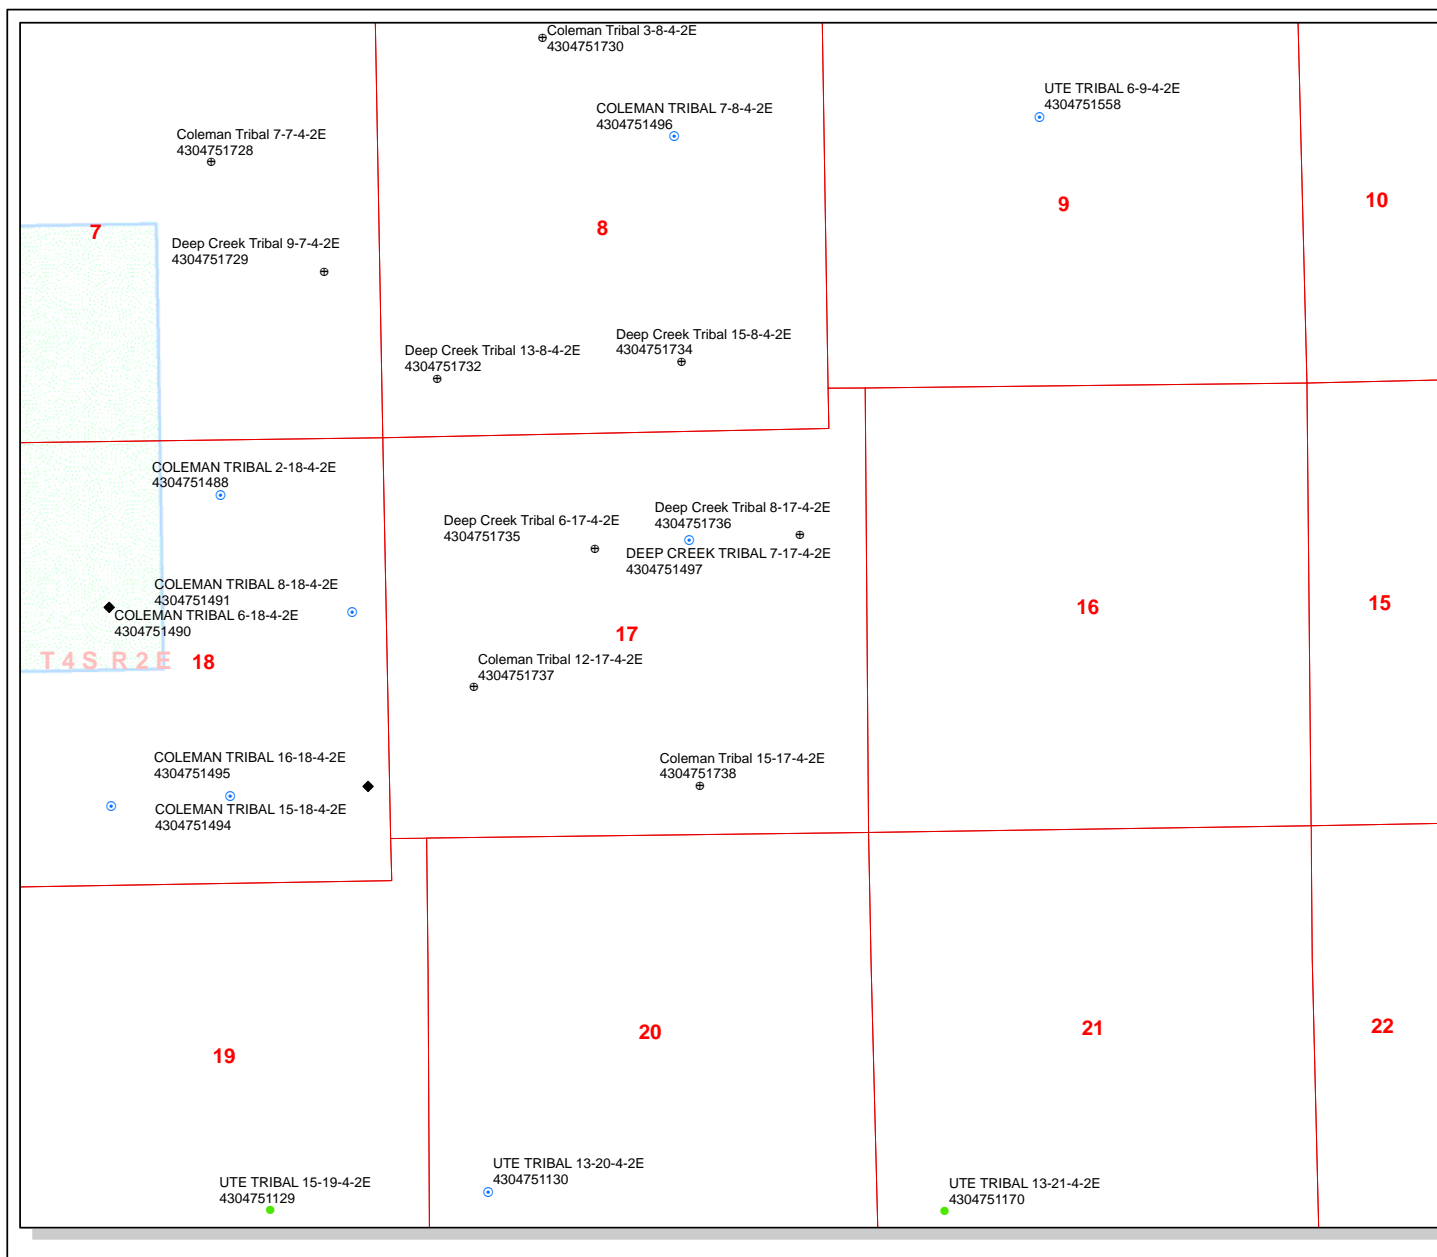 Coleman Tribal 3-8-4-2E
4304751730
UTE TRIBAL 6-9-4-2E
4304751558
COLEMAN TRIBAL 7-8-4-2E
4304751496
Coleman Tribal 7-7-4-2E
4304751728
7
8
9
10
Deep Creek Tribal 9-7-4-2E
4304751729
Deep Creek Tribal 15-8-4-2E
4304751734
Deep Creek Tribal 13-8-4-2E
4304751732
COLEMAN TRIBAL 2-18-4-2E
4304751488
Deep Creek Tribal 8-17-4-2E
4304751736
Deep Creek Tribal 6-17-4-2E
4304751735
DEEP CREEK TRIBAL 7-17-4-2E
4304751497
COLEMAN TRIBAL 8-18-4-2E
4304751491
COLEMAN TRIBAL 6-18-4-2E
4304751490
T4S R2E
18
17
16
15
Coleman Tribal 12-17-4-2E
4304751737
COLEMAN TRIBAL 16-18-4-2E
4304751495
Coleman Tribal 15-17-4-2E
4304751738
COLEMAN TRIBAL 15-18-4-2E
4304751494
19
20
21
22
UTE TRIBAL 15-19-4-2E
4304751129
UTE TRIBAL 13-20-4-2E
4304751130
UTE TRIBAL 13-21-4-2E
4304751170